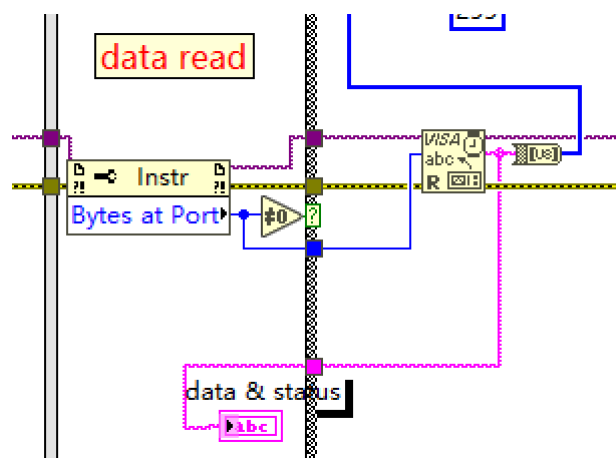 data read
VISA
abc
R
Instr
?!
?!
Bytes at Port
≠0
?
[U8]
data & status
abc